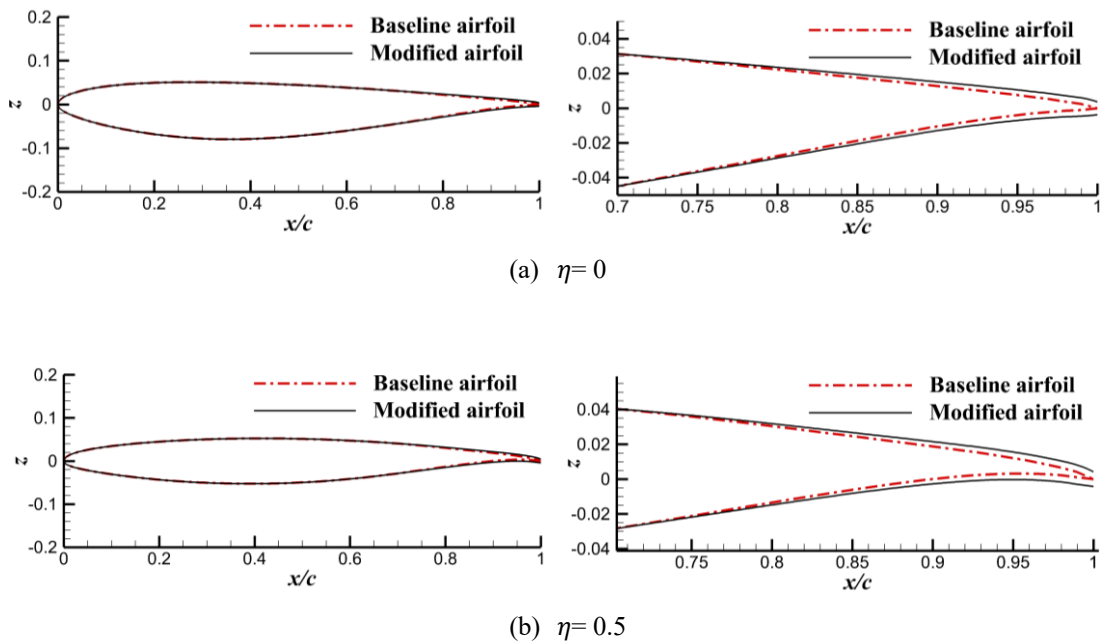 0.2
0.1
0
-0.1
-0.2
z
0 0.2 0.4 0.6 0.8 1
x/c
Baseline airfoil
Modified airfoil
0.04
0.02
0
-0.02
-0.04
z
0.7 0.75 0.8 0.85 0.9 0.95 1
x/c
Baseline airfoil
Modified airfoil
(a) η= 0
0.2
0.1
0
-0.1
-0.2
z
0 0.2 0.4 0.6 0.8 1
x/c
Baseline airfoil
Modified airfoil
0.04
0.02
0
-0.02
-0.04
z
0.75 0.8 0.85 0.9 0.95 1
x/c
Baseline airfoil
Modified airfoil
(b) η= 0.5